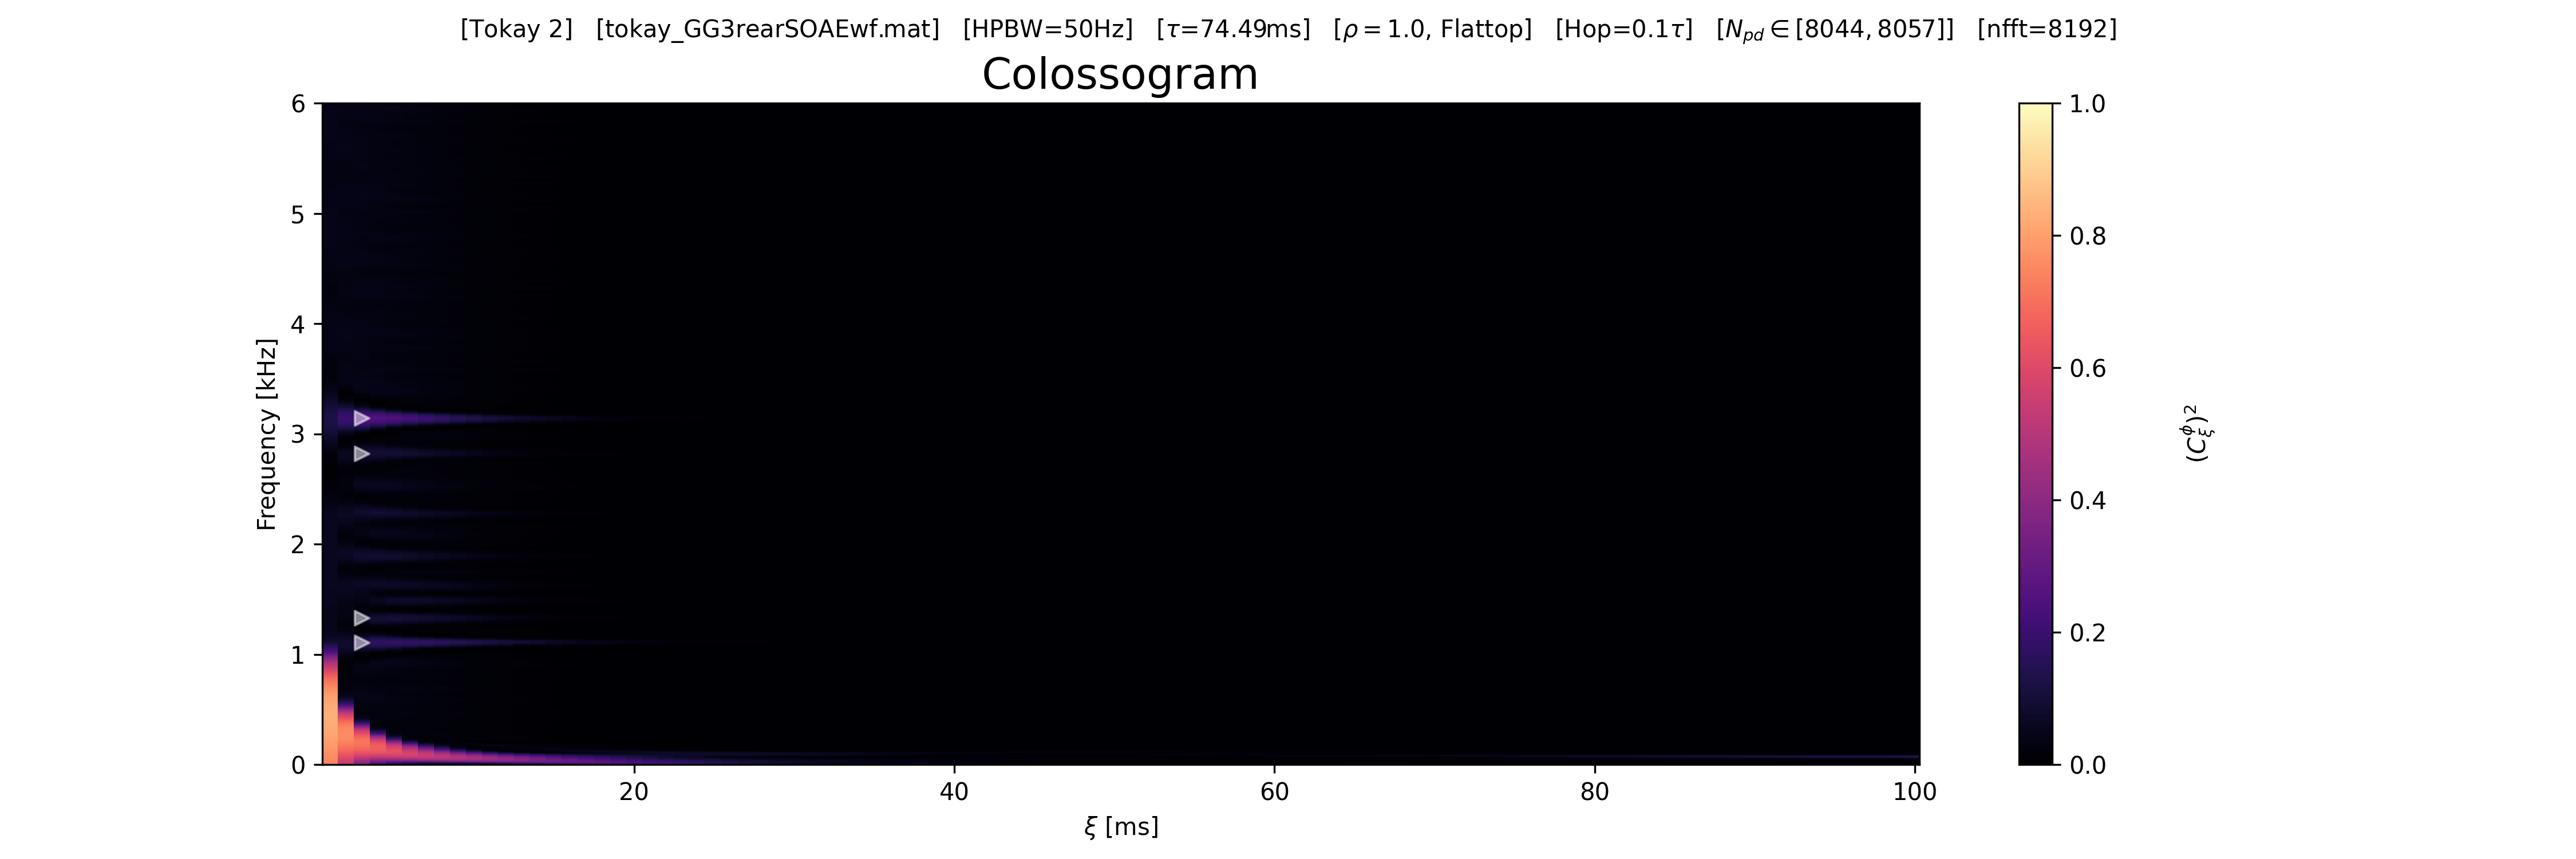 [Tokay 2]   [tokay_GG3rearSOAEwf.mat]   [HPBW=50Hz]   [τ=74.49ms]   [ρ = 1.0, Flattop]   [Hop=0.1τ]   [N_pd ∈ [8044, 8057]]   [nfft=8192]
Colossogram
6
5
4
3
2
1
0
Frequency [kHz]
20 40 60 80 100
ξ [ms]
1.0
0.8
0.6
0.4
0.2
0.0
(C_ξ^ϕ)^2